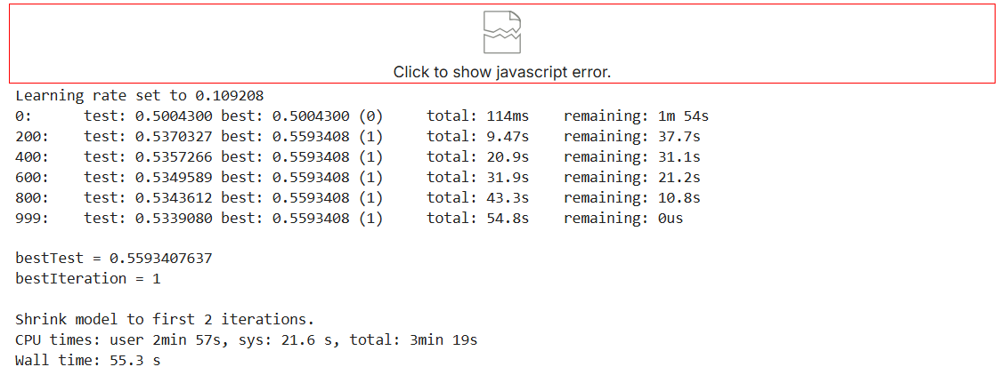 Click to show javascript error.
Learning rate set to 0.109208
0: test: 0.5004300 best: 0.5004300 (0) total: 114ms remaining: 1m 54s
200: test: 0.5370327 best: 0.5593408 (1) total: 9.47s remaining: 37.7s
400: test: 0.5357266 best: 0.5593408 (1) total: 20.9s remaining: 31.1s
600: test: 0.5349589 best: 0.5593408 (1) total: 31.9s remaining: 21.2s
800: test: 0.5343612 best: 0.5593408 (1) total: 43.3s remaining: 10.8s
999: test: 0.5339080 best: 0.5593408 (1) total: 54.8s remaining: 0us
bestTest = 0.5593407637
bestIteration = 1
Shrink model to first 2 iterations.
CPU times: user 2min 57s, sys: 21.6 s, total: 3min 19s
Wall time: 55.3 s